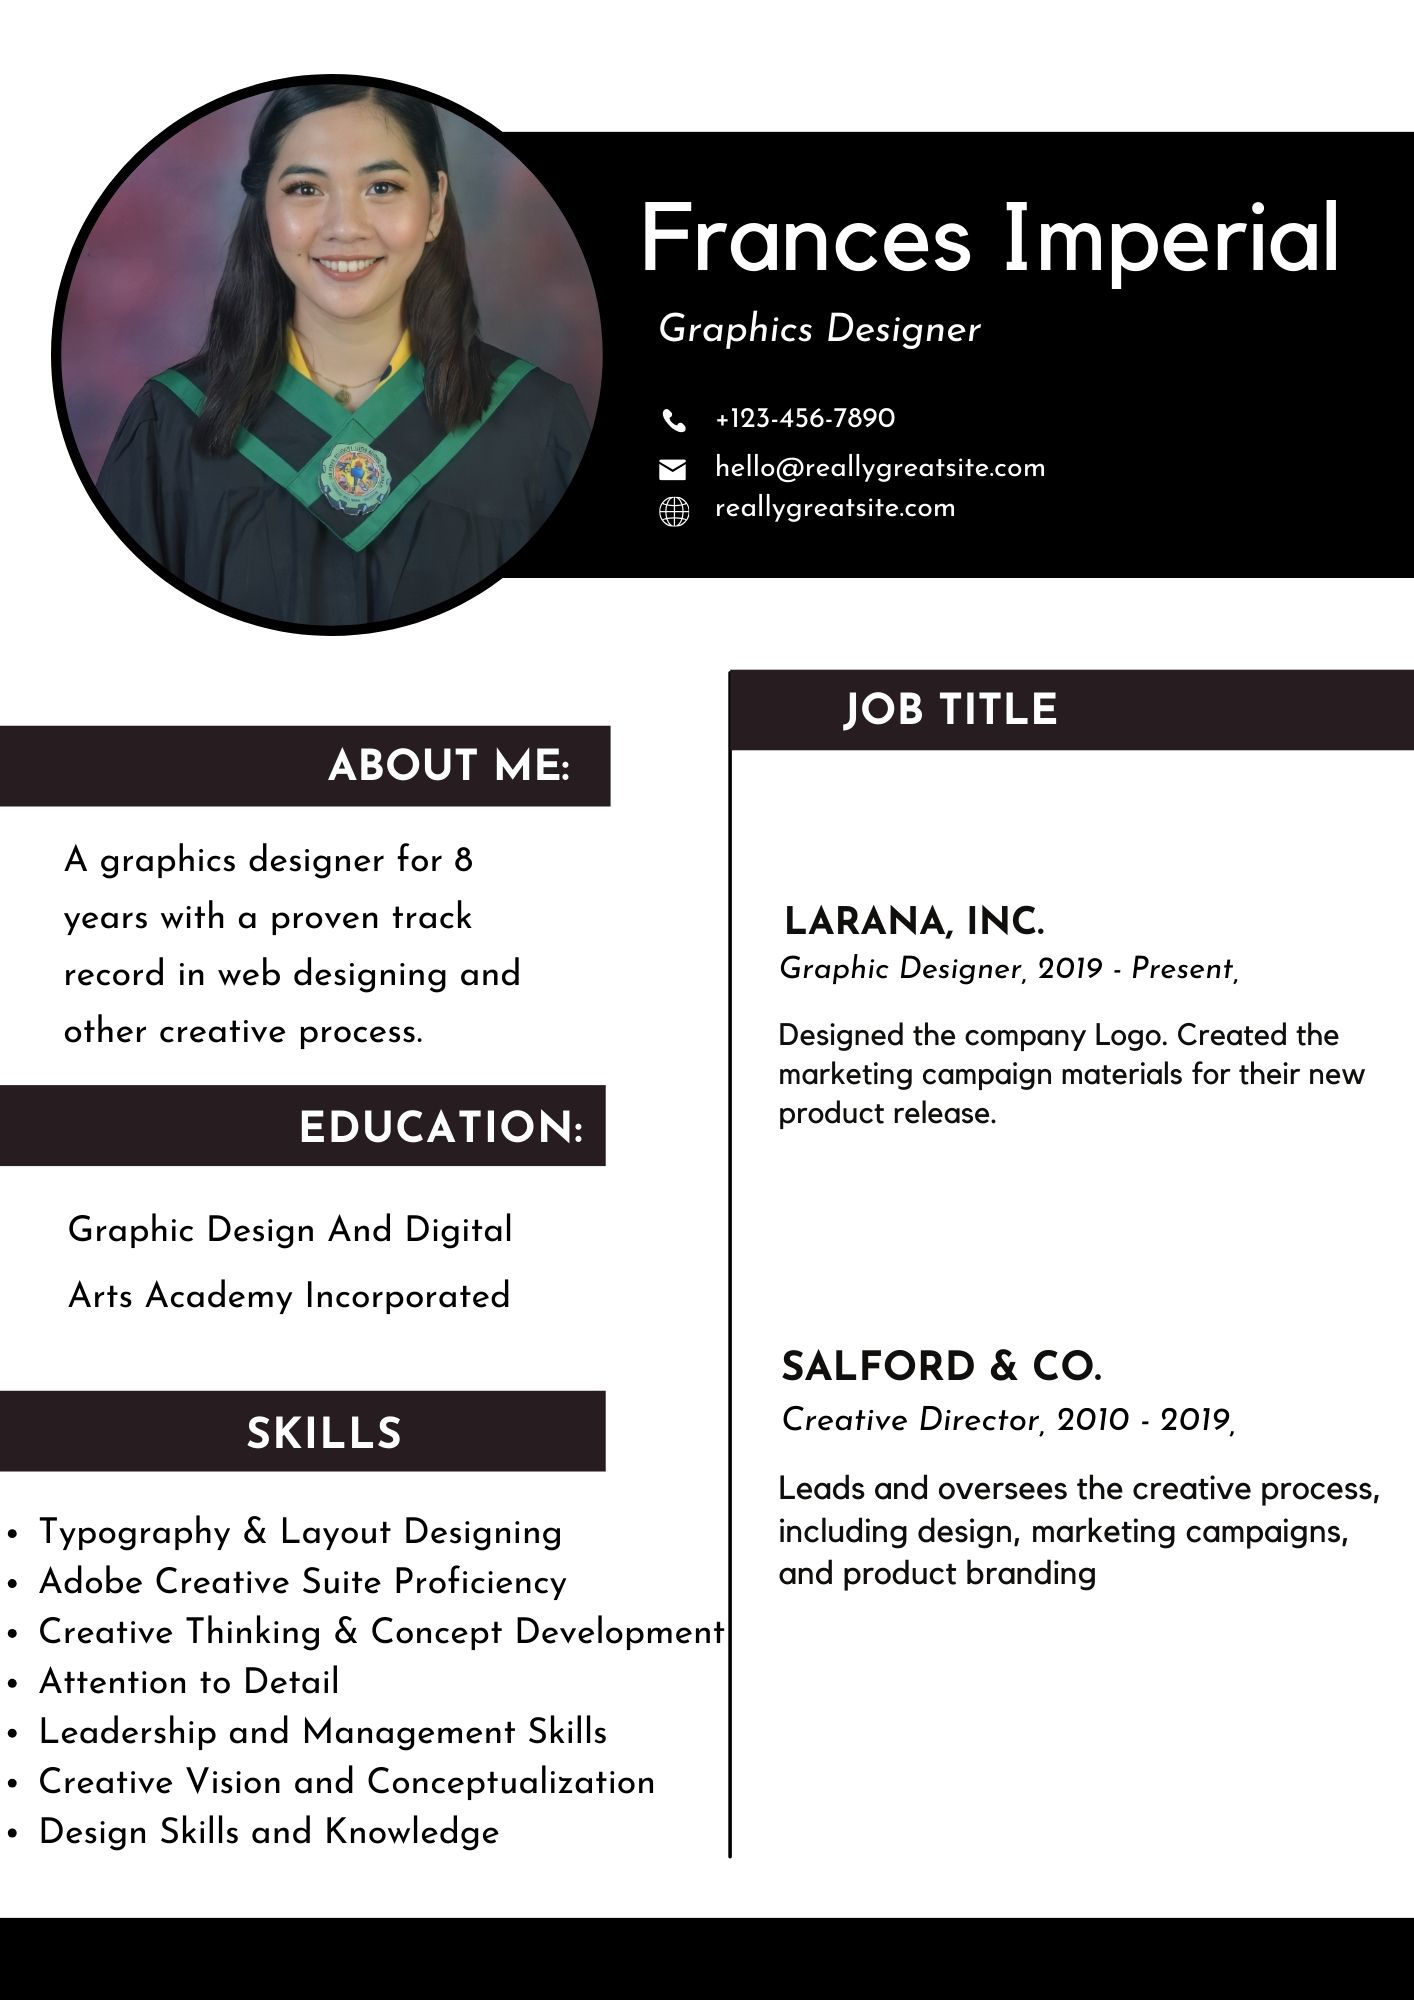 Frances Imperial
Graphics Designer
+123-456-7890
hello@reallygreatsite.com
reallygreatsite.com
ABOUT ME:
A graphics designer for 8
years with a proven track
record in web designing and
other creative process.
EDUCATION:
Graphic Design And Digital
Arts Academy Incorporated
SKILLS
• Typography & Layout Designing
• Adobe Creative Suite Proficiency
• Creative Thinking & Concept Development
• Attention to Detail
• Leadership and Management Skills
• Creative Vision and Conceptualization
• Design Skills and Knowledge
JOB TITLE
LARANA, INC.
Graphic Designer, 2019 - Present,
Designed the company Logo. Created the
marketing campaign materials for their new
product release.
SALFORD & CO.
Creative Director, 2010 - 2019,
Leads and oversees the creative process,
including design, marketing campaigns,
and product branding